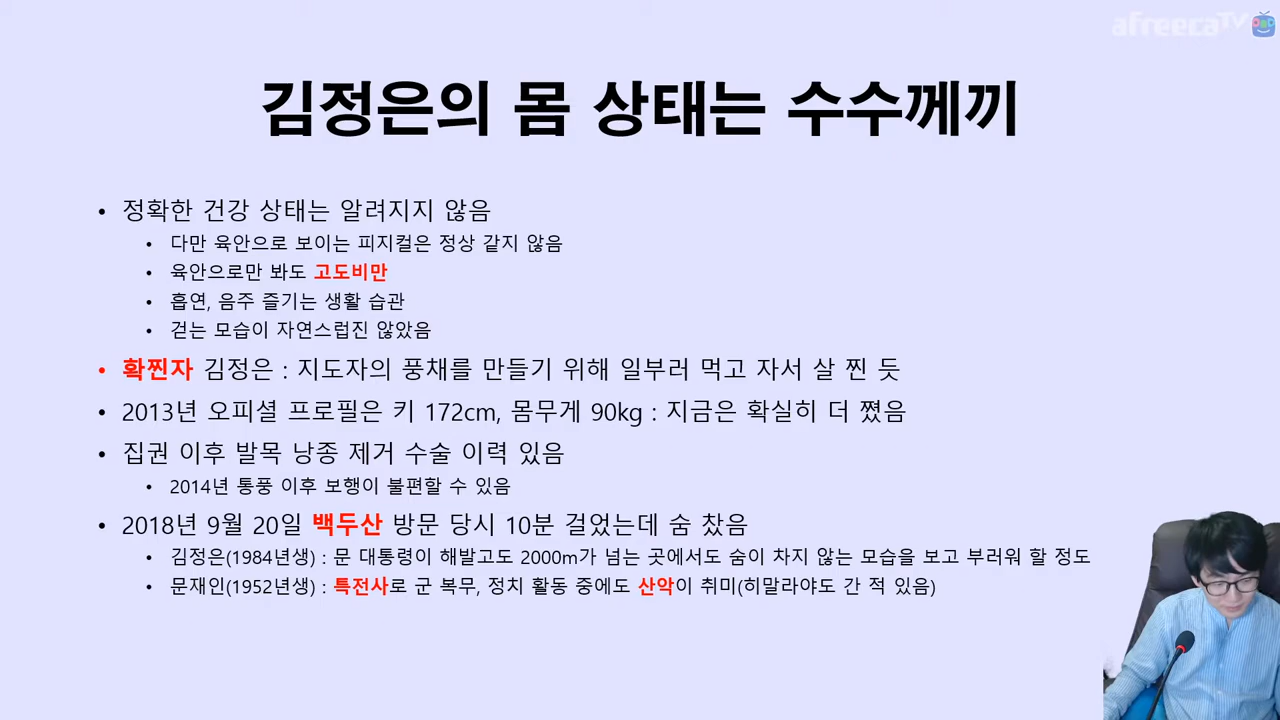 afreecaTV
김정은의 몸 상태는 수수께끼
• 정확한 건강 상태는 알려지지 않음
• 다만 육안으로 보이는 피지컬은 정상 같지 않음
• 육안으로만 봐도 고도비만
• 흡연, 음주 즐기는 생활 습관
• 걷는 모습이 자연스럽진 않았음
• 확찐자 김정은 : 지도자의 풍채를 만들기 위해 일부러 먹고 자서 살 찐 듯
• 2013년 오피셜 프로필은 키 172cm, 몸무게 90kg : 지금은 확실히 더 쪘음
• 집권 이후 발목 낭종 제거 수술 이력 있음
• 2014년 통풍 이후 보행이 불편할 수 있음
• 2018년 9월 20일 백두산 방문 당시 10분 걸었는데 숨 찼음
• 김정은(1984년생) : 문 대통령이 해발고도 2000m가 넘는 곳에서도 숨이 차지 않는 모습을 보고 부러워 할 정도
• 문재인(1952년생) : 특전사로 군 복무, 정치 활동 중에도 산악이 취미(히말라야도 간 적 있음)